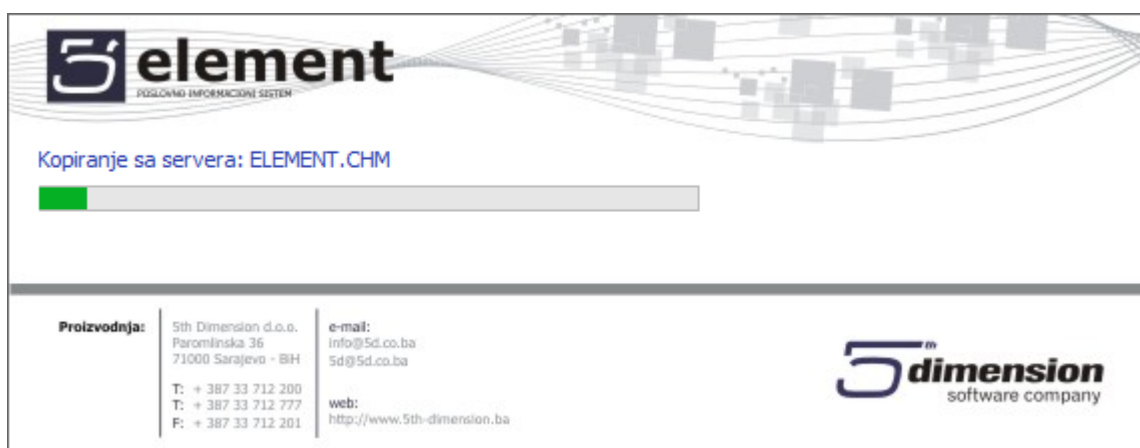 5' element
POSLOVNO INFORMACIONI SISTEM
Kopiranje sa servera: ELEMENT.CHM
Proizvodnja:
5th Dimension d.o.o.
Paromlinska 36
71000 Sarajevo - BiH
T: + 387 33 712 200
T: + 387 33 712 777
F: + 387 33 712 201
e-mail:
info@5d.co.ba
5d@5d.co.ba
web:
http://www.5th-dimension.ba
5th dimension
software company